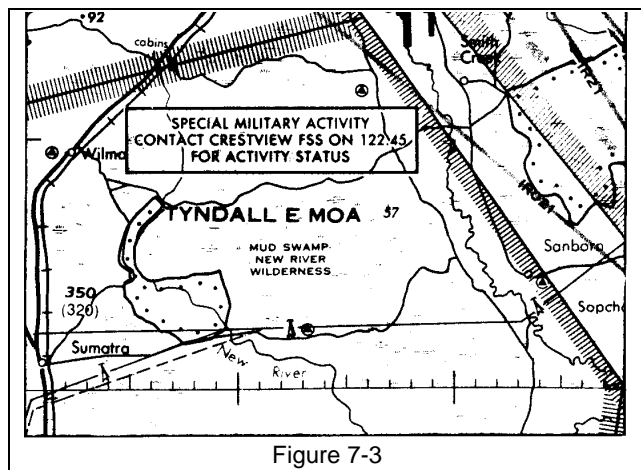 92
cabins
Smith
Creek
SPECIAL MILITARY ACTIVITY
CONTACT CRESTVIEW FSS ON 122.45
FOR ACTIVITY STATUS
Wilma
TYNDALL E MOA 57
MUD SWAMP
NEW RIVER
WILDERNESS
Sanborn
350
(320)
Sopch
Sumatra
New River
Figure 7-3